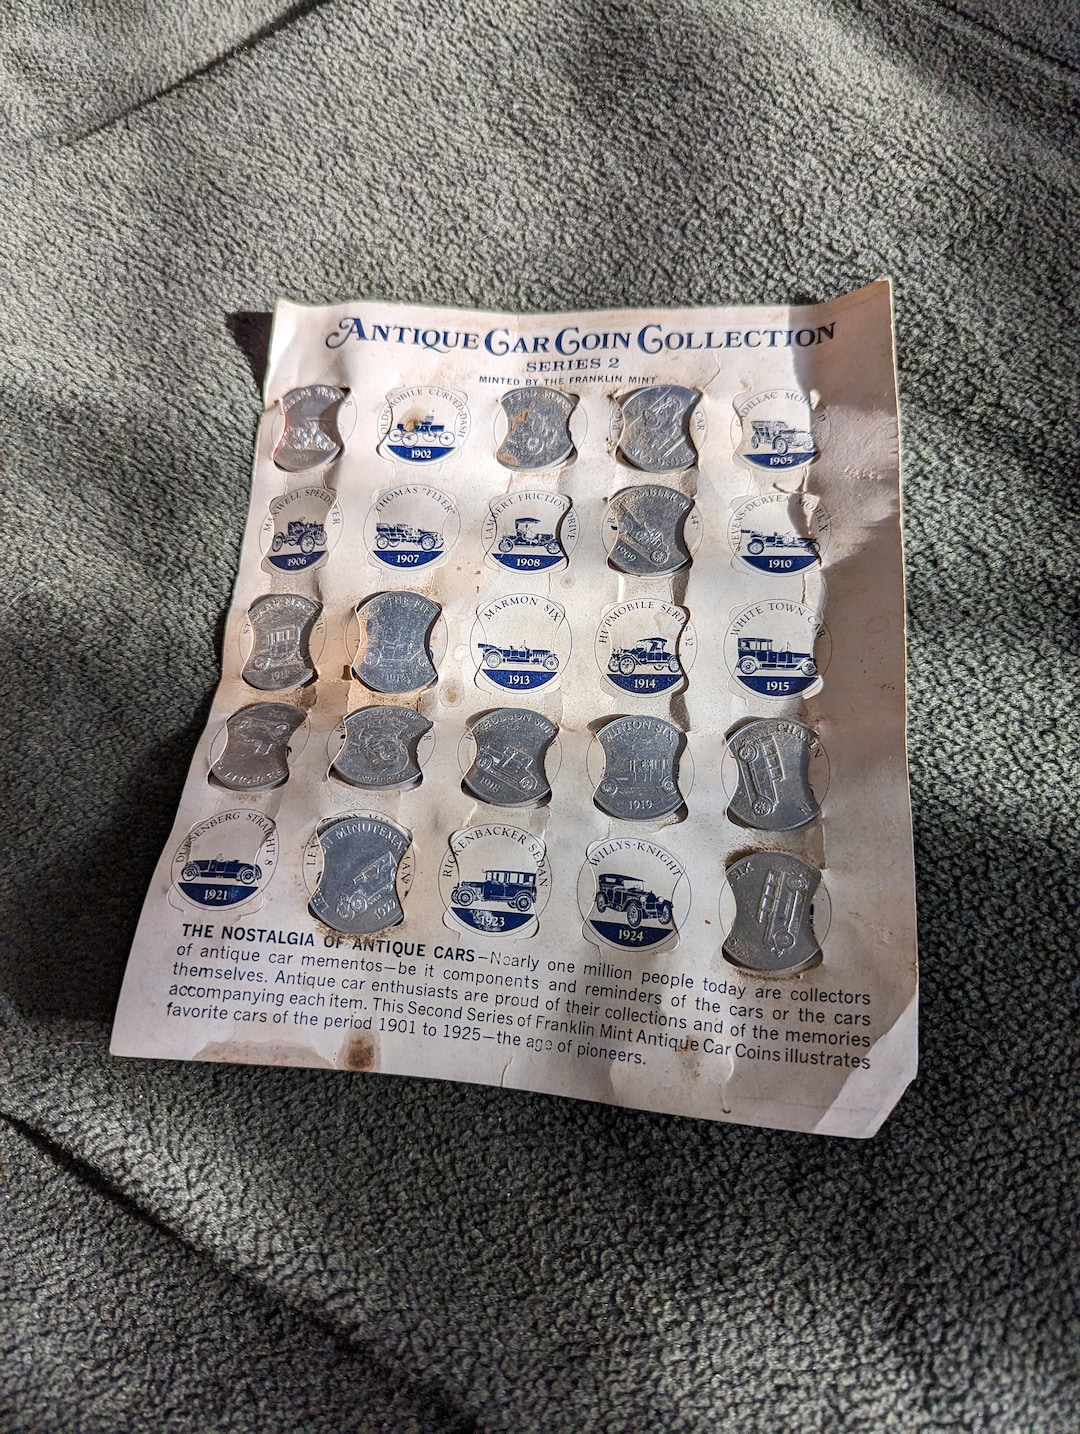 ANTIQUE CAR COIN COLLECTION
SERIES 2
MINTED BY THE FRANKLIN MINT
OLDSMOBILE CURVED DASH
1902
CAR
CADILLAC MODEL D
1905
MAXWELL SPEEDSTER
1906
THOMAS "FLYER"
1907
LAMBERT FRICTION DRIVE
1908
1909
STEVENS-DURYEA
1910
MARMON SIX
1913
HUPMOBILE SERIES 32
1914
WHITE TOWN CAR
1915
HUDSON
1918
1919
DUESENBERG STRAIGHT 8
1921
MINUTEMAN
1922
RICKENBACKER SEDAN
1923
WILLYS-KNIGHT
1924
THE NOSTALGIA OF ANTIQUE CARS—Nearly one million people today are collectors
of antique car mementos—be it components and reminders of the cars or the cars
themselves. Antique car enthusiasts are proud of their collections and of the memories
accompanying each item. This Second Series of Franklin Mint Antique Car Coins illustrates
favorite cars of the period 1901 to 1925—the age of pioneers.